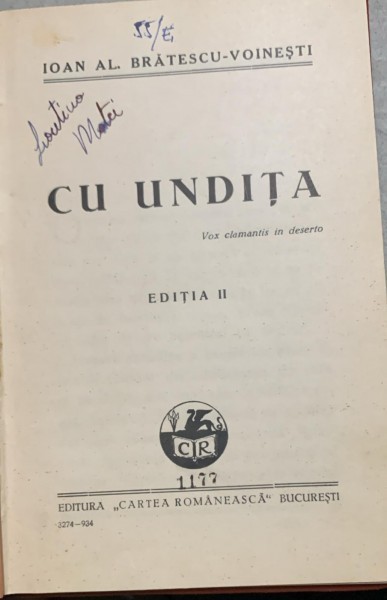 55/E
IOAN AL. BRĂTESCU-VOINEȘTI
CU UNDIȚA
Vox clamantis in deserto
EDIȚIA II
CJR
1177
EDITURA „CARTEA ROMÂNEASCĂ“ BUCUREȘTI
3274—934